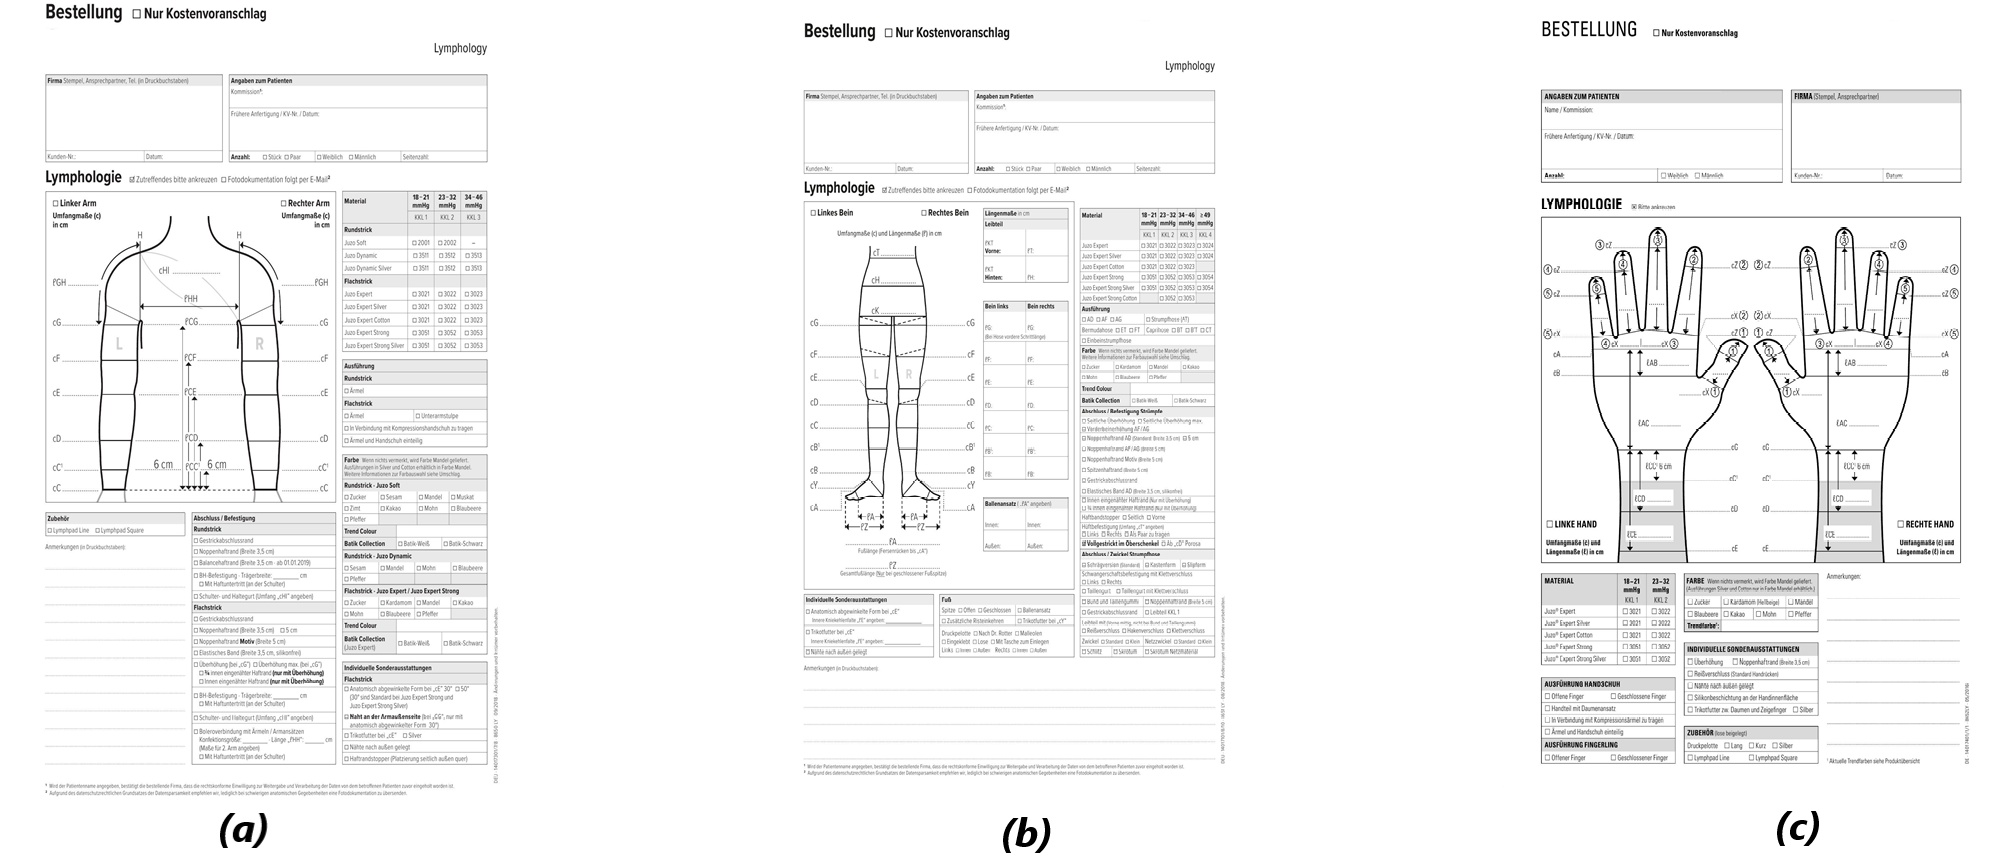 Bestellung ☐ Nur Kostenvoranschlag
Lymphology
Firma Stempel, Ansprechpartner, Tel. (in Druckbuchstaben)
Kunden-Nr.: Datum:
Angaben zum Patienten
Kommission¹:
Frühere Anfertigung / KV-Nr. / Datum:
Anzahl: ☐ Stück ☐ Paar ☐ Weiblich ☐ Männlich Seitenzahl:
Lymphologie ☑ Zutreffendes bitte ankreuzen ☐ Fotodokumentation folgt per E-Mail²
☐ Linker Arm ☐ Rechter Arm
Umfangmaße (c) in cm
Umfangmaße (c) in cm
H H
cHI
ℓGH ℓHH ℓGH
cG ℓCG cG
L R
cF ℓCF cF
cE ℓCE cE
cD ℓCD cD
cC¹ 6 cm ℓCC¹ 6 cm cC¹
cC cC
Material 18–21 mmHg 23–32 mmHg 34–46 mmHg
KKL 1 KKL 2 KKL 3
Rundstrick
Juzo Soft ☐ 2001 ☐ 2002 –
Juzo Dynamic ☐ 3511 ☐ 3512 ☐ 3513
Juzo Dynamic Silver ☐ 3511 ☐ 3512 ☐ 3513
Flachstrick
Juzo Expert ☐ 3021 ☐ 3022 ☐ 3023
Juzo Expert Silver ☐ 3021 ☐ 3022 ☐ 3023
Juzo Expert Cotton ☐ 3021 ☐ 3022 ☐ 3023
Juzo Expert Strong ☐ 3051 ☐ 3052 ☐ 3053
Juzo Expert Strong Silver ☐ 3051 ☐ 3052 ☐ 3053
Ausführung
Rundstrick
☐ Ärmel
Flachstrick
☐ Ärmel ☐ Unterarmstulpe
☐ In Verbindung mit Kompressionshandschuh zu tragen
☐ Ärmel und Handschuh einteilig
Farbe Wenn nichts vermerkt, wird Farbe Mandel geliefert.
Ausführungen in Silver und Cotton erhältlich in Farbe Mandel.
Weitere Informationen zur Farbauswahl siehe Umschlag.
Rundstrick - Juzo Soft
☐ Zucker ☐ Sesam ☐ Mandel ☐ Muskat
☐ Zimt ☐ Kakao ☐ Mohn ☐ Blaubeere
☐ Pfeffer
Trend Colour
Batik Collection ☐ Batik-Weiß ☐ Batik-Schwarz
Rundstrick - Juzo Dynamic
☐ Sesam ☐ Mandel ☐ Mohn ☐ Blaubeere
☐ Pfeffer
Flachstrick - Juzo Expert / Juzo Expert Strong
☐ Zucker ☐ Kardamom ☐ Mandel ☐ Kakao
☐ Mohn ☐ Blaubeere ☐ Pfeffer
Trend Colour
Batik Collection (Juzo Expert) ☐ Batik-Weiß ☐ Batik-Schwarz
Individuelle Sonderausstattungen
Flachstrick
☐ Anatomisch abgewinkelte Form bei „cE“ 30° ☐ 50°
(30° sind Standard bei Juzo Expert Strong und
Juzo Expert Strong Silver)
☐ Naht an der Armaußenseite (bei „cG“, nur mit
anatomisch abgewinkelter Form 30°)
☐ Trikotfutter bei „cE“ ☐ Silver
☐ Nähte nach außen gelegt
☐ Haftrandstopper (Platzierung seitlich außen quer)
Zubehör
☐ Lymphpad Line ☐ Lymphpad Square
Anmerkungen (in Druckbuchstaben):
Abschluss / Befestigung
Rundstrick
☐ Gestrickabschlussrand
☐ Noppenhaftrand (Breite 3,5 cm)
☐ Balancehaftrand (Breite 3,5 cm - ab 01.01.2019)
☐ BH-Befestigung - Trägerbreite: cm
☐ Mit Haftuntertritt (an der Schulter)
☐ Schulter- und Haltegurt (Umfang „cH“ angeben)
Flachstrick
☐ Gestrickabschlussrand
☐ Noppenhaftrand (Breite 3,5 cm) ☐ 5 cm
☐ Noppenhaftrand Motiv (Breite 5 cm)
☐ Elastisches Band (Breite 3,5 cm, silikonfrei)
☐ Überhöhung (bei „cG“) ☐ Überhöhung max. (bei „cG“)
☐ ¾ innen eingenähter Haftrand (nur mit Überhöhung)
☐ Innen eingenähter Haftrand (nur mit Überhöhung)
☐ BH-Befestigung - Trägerbreite: cm
☐ Mit Haftuntertritt (an der Schulter)
☐ Schulter- und Haltegurt (Umfang „cH“ angeben)
☐ Boleroverbindung mit Ärmeln / Armansätzen
Konfektionsgröße: - Länge „ℓHH“: cm
(Maße für 2. Arm angeben)
☐ Mit Haftuntertritt (an der Schulter)
¹ Wird der Patientenname angegeben, bestätigt die bestellende Firma, dass die rechtskonforme Einwilligung zur Weitergabe und Verarbeitung der Daten von dem betroffenen Patienten zuvor eingeholt worden ist.
² Aufgrund des datenschutzrechtlichen Grundsatzes der Datensparsamkeit empfehlen wir, lediglich bei schwierigen anatomischen Gegebenheiten eine Fotodokumentation zu übersenden.
(a)
Bestellung ☐ Nur Kostenvoranschlag
Lymphology
Firma Stempel, Ansprechpartner, Tel. (in Druckbuchstaben)
Kunden-Nr.: Datum:
Angaben zum Patienten
Kommission¹:
Frühere Anfertigung / KV-Nr. / Datum:
Anzahl: ☐ Stück ☐ Paar ☐ Weiblich ☐ Männlich Seitenzahl:
Lymphologie ☑ Zutreffendes bitte ankreuzen ☐ Fotodokumentation folgt per E-Mail²
☐ Linkes Bein ☐ Rechtes Bein
Umfangmaße (c) und Längenmaße (ℓ) in cm
cT
cH
cK
cG cG
cF cF
L R
cE cE
cD cD
cC cC
cB¹ cB¹
cB cB
cY cY
cA cA
ℓA ℓA
ℓZ ℓZ
ℓA
Fußlänge (Fersenrücken bis „cA“)
ℓZ
Gesamtfußlänge (Nur bei geschlossener Fußspitze)
Längenmaße in cm
Leibteil
ℓKT
Vorne: ℓT:
ℓKT
Hinten: ℓH:
Bein links Bein rechts
ℓG: ℓG:
(Bei Hose vordere Schrittlänge)
ℓF: ℓF:
ℓE: ℓE:
ℓD: ℓD:
ℓC: ℓC:
ℓB¹: ℓB¹:
ℓB: ℓB:
Ballenansatz („ℓA“ angeben)
Innen: Innen:
Außen: Außen:
Material 18–21 mmHg 23–32 mmHg 34–46 mmHg ≥ 49 mmHg
KKL 1 KKL 2 KKL 3 KKL 4
Juzo Expert ☐ 3021 ☐ 3022 ☐ 3023 ☐ 3024
Juzo Expert Silver ☐ 3021 ☐ 3022 ☐ 3023 ☐ 3024
Juzo Expert Cotton ☐ 3021 ☐ 3022 ☐ 3023
Juzo Expert Strong ☐ 3051 ☐ 3052 ☐ 3053 ☐ 3054
Juzo Expert Strong Silver ☐ 3051 ☐ 3052 ☐ 3053 ☐ 3054
Juzo Expert Strong Cotton ☐ 3052 ☐ 3053
Ausführung
☐ AD ☐ AF ☐ AG ☐ Strumpfhose (AT)
Bermudahose ☐ ET ☐ FT Caprihose ☐ BT ☐ BT ☐ CT
☐ Einbeinstrumpfhose
Farbe Wenn nichts vermerkt, wird Farbe Mandel geliefert.
Weitere Informationen zur Farbauswahl siehe Umschlag.
☐ Zucker ☐ Kardamom ☐ Mandel ☐ Kakao
☐ Mohn ☐ Blaubeere ☐ Pfeffer
Trend Colour
Batik Collection ☐ Batik-Weiß ☐ Batik-Schwarz
Abschluss / Befestigung Strümpfe
☐ Seitliche Überhöhung ☐ Seitliche Überhöhung max.
☐ Vorderbeinerhöhung AF/AG
☐ Noppenhaftrand AD (Standard Breite 3,5 cm) ☐ 5 cm
☐ Noppenhaftrand AF / AG (Breite 5 cm)
☐ Noppenhaftrand Motiv (Breite 5 cm)
☐ Spitzenhaftrand (Breite 5 cm)
☐ Gestrickabschlussrand
☐ Elastisches Band AD (Breite 3,5 cm, silikonfrei)
☐ Innen eingenähter Haftrand (Nur mit Überhöhung)
☐ ¾ innen eingenähter Haftrand (Nur mit Überhöhung)
Haftbandstopper ☐ Seitlich ☐ Vorne
Hüftbefestigung (Umfang „cT“ angeben)
☐ Links ☐ Rechts ☐ Als Paar zu tragen
☑ Vollgestrickt im Oberschenkel ☐ Ab „cD“ Porosa
Abschluss / Zwickel Strumpfhose
☐ Schrägversion (Standard) ☐ Kastenform ☐ Slipform
Schwangerschaftsbefestigung mit Klettverschluss
☐ Links ☐ Rechts
☐ Taillengurt ☐ Taillengurt mit Klettverschluss
☐ Bund und Taillengummi ☐ Noppenhaftrand (Breite 5 cm)
☐ Gestrickabschlussrand ☐ Leibteil KKL 1
☐ Reißverschluss ☐ Hakenverschluss ☐ Klettverschluss
Zwickel ☐ Standard ☐ Klein Netzzwickel ☐ Standard ☐ Klein
☐ Schlitz ☐ Skrotum ☐ Skrotum Netzmaterial
Individuelle Sonderausstattungen
☐ Anatomisch abgewinkelte Form bei „cE“
Innere Kniekehlenfalte „ℓE“ angeben:
☐ Trikotfutter bei „cE“
Innere Kniekehlenfalte „ℓE“ angeben:
☐ Nähte nach außen gelegt
Fuß
Spitze ☐ Offen ☐ Geschlossen ☐ Ballenansatz
☐ Zusätzliche Risteinkehren ☐ Trikotfutter bei „cY“
Druckpelotte ☐ Nach Dr. Rotter ☐ Malleolen
☐ Eingeklebt ☐ Lose ☐ Mit Tasche zum Einlegen
Links ☐ Innen ☐ Außen Rechts ☐ Innen ☐ Außen
Anmerkungen (in Druckbuchstaben):
¹ Wird der Patientenname angegeben, bestätigt die bestellende Firma, dass die rechtskonforme Einwilligung zur Weitergabe und Verarbeitung der Daten von dem betroffenen Patienten zuvor eingeholt worden ist.
² Aufgrund des datenschutzrechtlichen Grundsatzes der Datensparsamkeit empfehlen wir, lediglich bei schwierigen anatomischen Gegebenheiten eine Fotodokumentation zu übersenden.
(b)
BESTELLUNG ☐ Nur Kostenvoranschlag
ANGABEN ZUM PATIENTEN
Name / Kommission:
Frühere Anfertigung / KV-Nr. / Datum:
Anzahl: ☐ Weiblich ☐ Männlich
FIRMA (Stempel, Ansprechpartner)
Kunden-Nr.: Datum:
LYMPHOLOGIE ☒ Bitte ankreuzen
③ cZ cZ ② ② cZ cZ ③
④ cZ cZ ④
⑤ cZ cZ ⑤
cX ② ② cX
⑤ cX cZ ① ① cZ cX ⑤
④ cX cX ③ ③ cX cX ④
cA ℓAB ℓAB cA
cB cB
cX ① ① cX
ℓAC ℓAC
cC cC
ℓCC¹ 6 cm ℓCC¹ 6 cm
cC¹ cC¹
ℓCD ℓCD
cD cD
ℓCE ℓCE
cE cE
☐ LINKE HAND ☐ RECHTE HAND
Umfangmaße (c) und Längenmaße (ℓ) in cm
Umfangmaße (c) und Längenmaße (ℓ) in cm
MATERIAL 18–21 mmHg 23–32 mmHg
KKL 1 KKL 2
Juzo® Expert ☐ 3021 ☐ 3022
Juzo® Expert Silver ☐ 3021 ☐ 3022
Juzo® Expert Cotton ☐ 3021 ☐ 3022
Juzo® Expert Strong ☐ 3051 ☐ 3052
Juzo® Expert Strong Silver ☐ 3051 ☐ 3052
AUSFÜHRUNG HANDSCHUH
☐ Offene Finger ☐ Geschlossene Finger
☐ Handteil mit Daumenansatz
☐ In Verbindung mit Kompressionsärmel zu tragen
☐ Ärmel und Handschuh einteilig
AUSFÜHRUNG FINGERLING
☐ Offener Finger ☐ Geschlossener Finger
FARBE Wenn nichts vermerkt, wird Farbe Mandel geliefert.
(Ausführungen Silver und Cotton nur in Mandel erhältlich.)
☐ Zucker ☐ Kardamom (Hellbeige) ☐ Mandel
☐ Blaubeere ☐ Kakao ☐ Mohn ☐ Pfeffer
Trendfarbe¹:
INDIVIDUELLE SONDERAUSSTATTUNGEN
☐ Überhöhung ☐ Noppenhaftrand (Breite 3,5 cm)
☐ Reißverschluss (Standard Handrücken)
☐ Nähte nach außen gelegt
☐ Silikonbeschichtung an der Handinnenfläche
☐ Trikotfutter zw. Daumen und Zeigefinger ☐ Silber
ZUBEHÖR (lose beigelegt)
Druckpelotte ☐ Lang ☐ Kurz ☐ Silber
☐ Lymphpad Line ☐ Lymphpad Square
Anmerkungen:
¹ Aktuelle Trendfarben siehe Produktübersicht
(c)